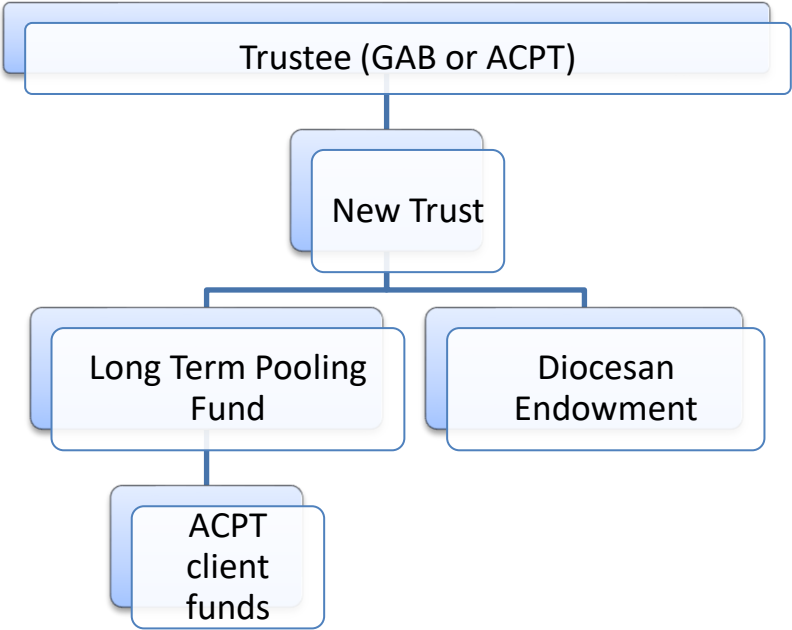 Trustee (GAB or ACPT)
New Trust
Long Term Pooling
Fund
Diocesan
Endowment
ACPT
client
funds